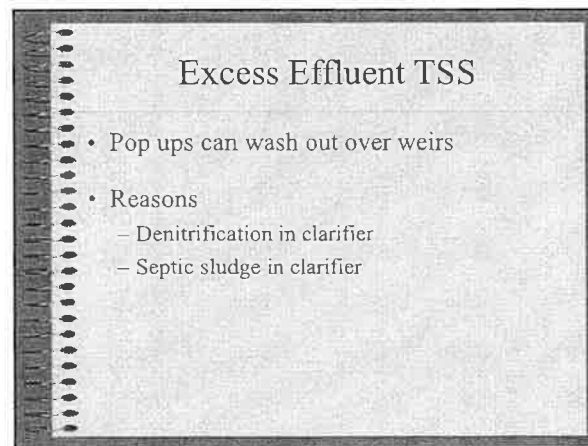 Excess Effluent TSS
• Pop ups can wash out over weirs
• Reasons
– Denitrification in clarifier
– Septic sludge in clarifier